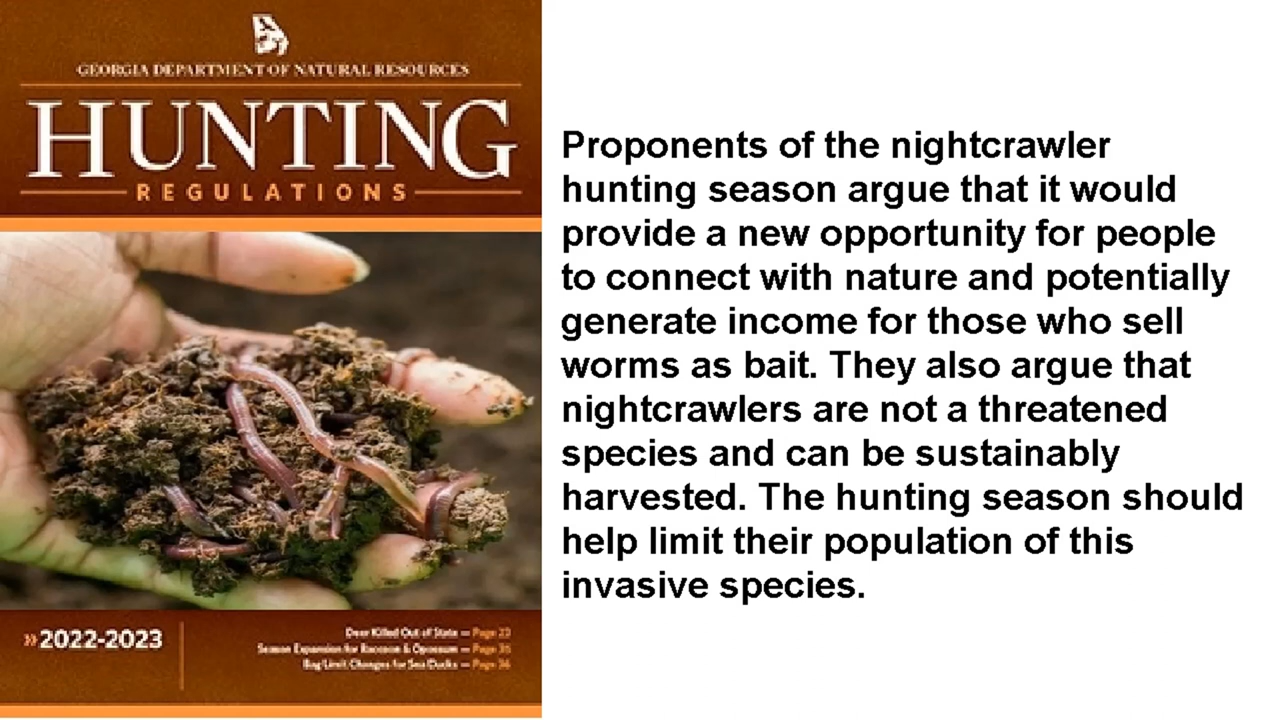 GEORGIA DEPARTMENT OF NATURAL RESOURCES
HUNTING
REGULATIONS
»2022-2023
Deer Killed Out of State — Page 23
Season Expansion for Raccoon & Opossum — Page
Bag Limit Changes for Sea Ducks — Page
Proponents of the nightcrawler
hunting season argue that it would
provide a new opportunity for people
to connect with nature and potentially
generate income for those who sell
worms as bait. They also argue that
nightcrawlers are not a threatened
species and can be sustainably
harvested. The hunting season should
help limit their population of this
invasive species.